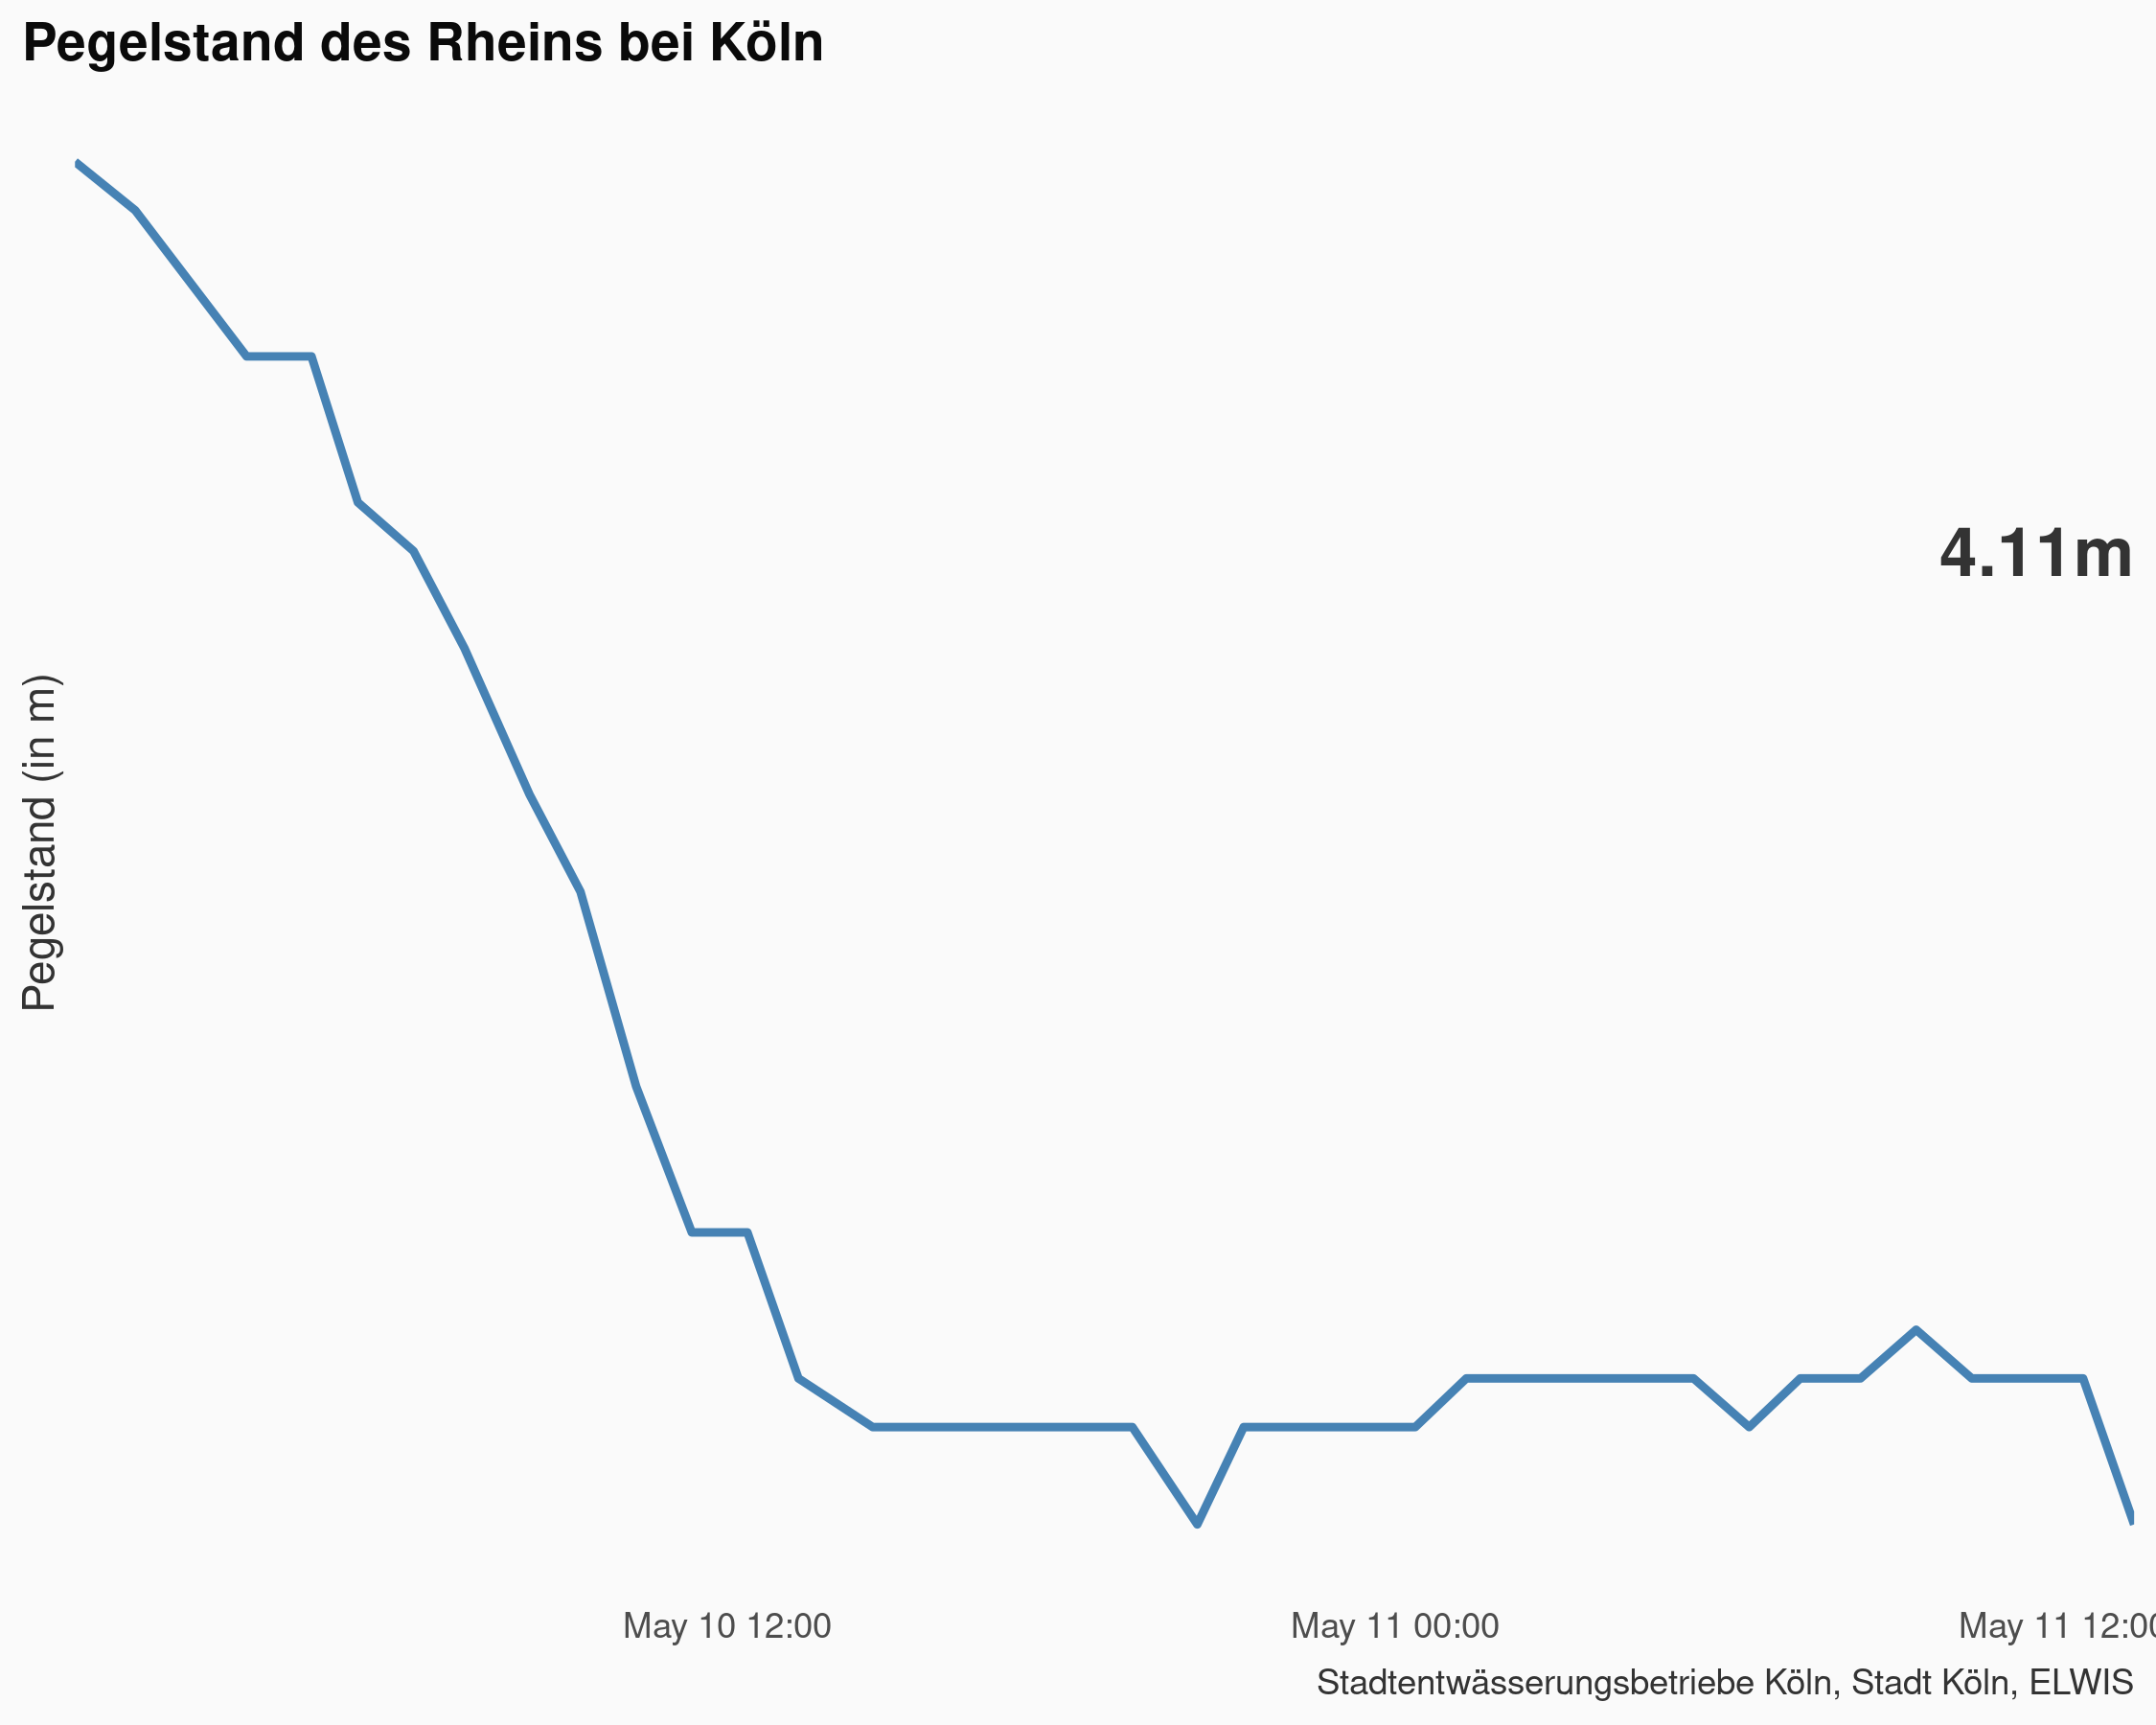 Pegelstand des Rheins bei Köln
4.11m
Pegelstand (in m)
May 10 12:00
May 11 00:00
May 11 12:00
Stadtentwässerungsbetriebe Köln, Stadt Köln, ELWIS